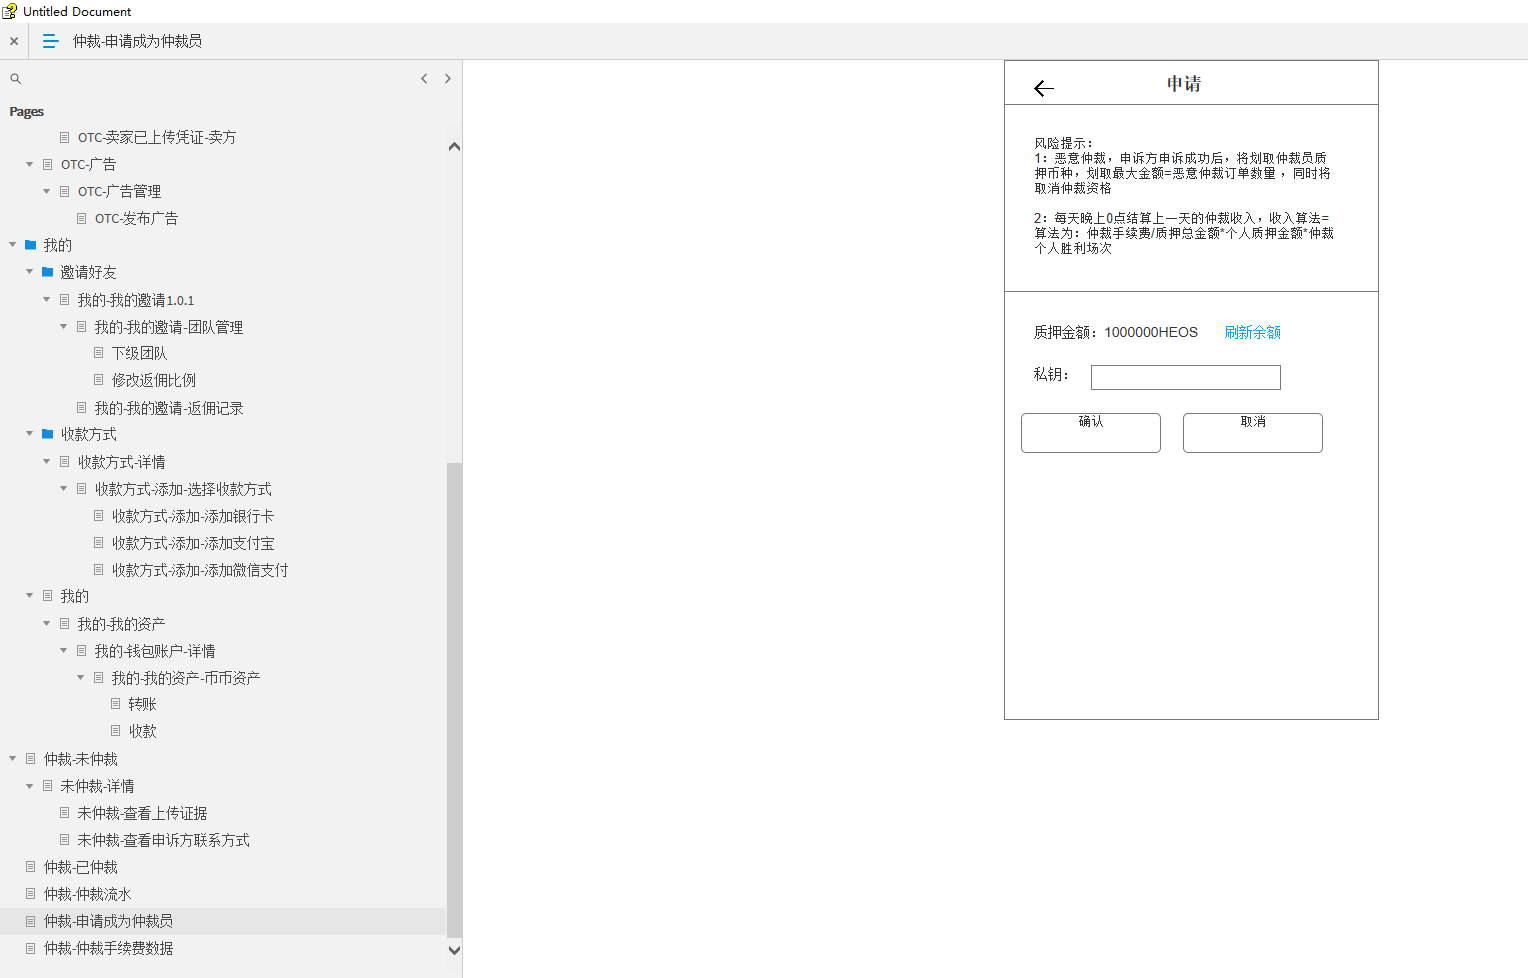 Untitled Document
仲裁-申请成为仲裁员
Pages
OTC-卖家已上传凭证-卖方
OTC-广告
OTC-广告管理
OTC-发布广告
我的
邀请好友
我的-我的邀请1.0.1
我的-我的邀请-团队管理
下级团队
修改返佣比例
我的-我的邀请-返佣记录
收款方式
收款方式-详情
收款方式-添加-选择收款方式
收款方式-添加-添加银行卡
收款方式-添加-添加支付宝
收款方式-添加-添加微信支付
我的
我的-我的资产
我的-钱包账户-详情
我的-我的资产-币币资产
转账
收款
仲裁-未仲裁
未仲裁-详情
未仲裁-查看上传证据
未仲裁-查看申诉方联系方式
仲裁-已仲裁
仲裁-仲裁流水
仲裁-申请成为仲裁员
仲裁-仲裁手续费数据
申请
风险提示：
1：恶意仲裁，申诉方申诉成功后，将划取仲裁员质
押币种，划取最大金额=恶意仲裁订单数量，同时将
取消仲裁资格
2：每天晚上0点结算上一天的仲裁收入，收入算法=
算法为：仲裁手续费/质押总金额*个人质押金额*仲裁
个人胜利场次
质押金额：1000000HEOS 刷新余额
私钥：
确认 取消